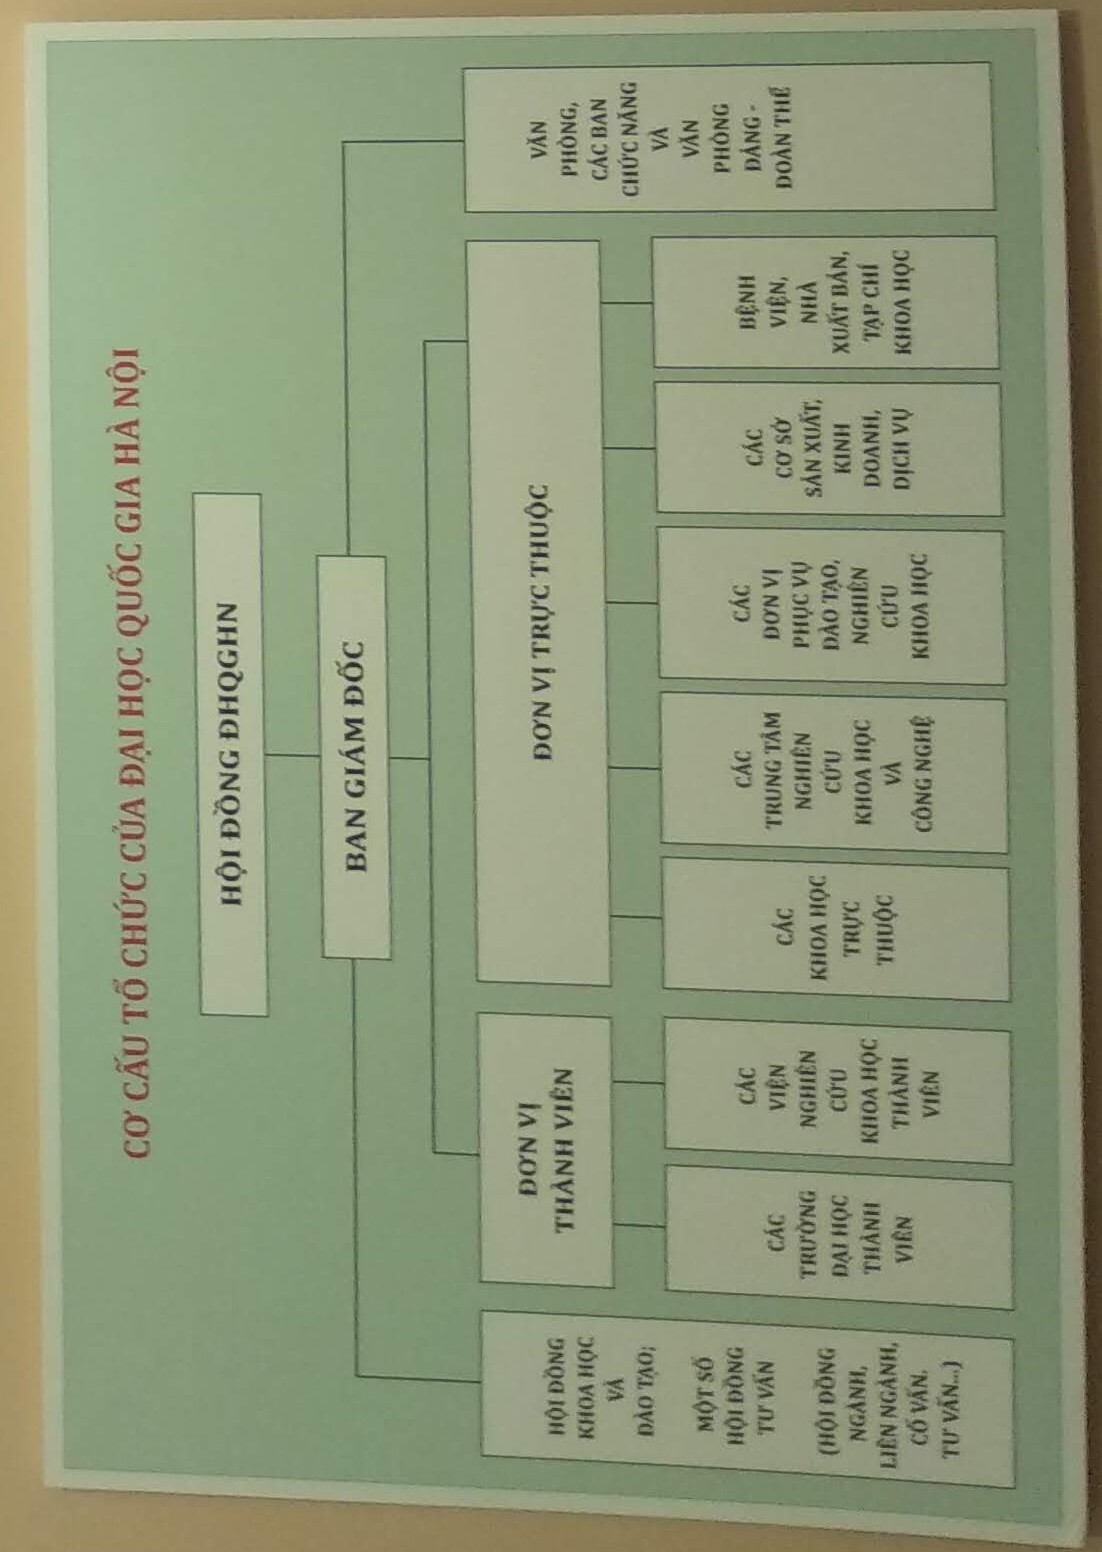 CƠ CẤU TỔ CHỨC CỦA ĐẠI HỌC QUỐC GIA HÀ NỘI
HỘI ĐỒNG ĐHQGHN
BAN GIÁM ĐỐC
HỘI ĐỒNG
KHOA HỌC
VÀ
ĐÀO TẠO;
MỘT SỐ
HỘI ĐỒNG
TƯ VẤN
(HỘI ĐỒNG
NGÀNH,
LIÊN NGÀNH,
CỐ VẤN,
TƯ VẤN...)
ĐƠN VỊ
THÀNH VIÊN
CÁC
TRƯỜNG
ĐẠI HỌC
THÀNH
VIÊN
CÁC
VIỆN
NGHIÊN
CỨU
KHOA HỌC
THÀNH
VIÊN
ĐƠN VỊ TRỰC THUỘC
CÁC
KHOA HỌC
TRỰC
THUỘC
CÁC
TRUNG TÂM
NGHIÊN
CỨU
KHOA HỌC
VÀ
CÔNG NGHỆ
CÁC
ĐƠN VỊ
PHỤC VỤ
ĐÀO TẠO,
NGHIÊN
CỨU
KHOA HỌC
CÁC
CƠ SỞ
SẢN XUẤT,
KINH
DOANH,
DỊCH VỤ
BỆNH
VIỆN,
NHÀ
XUẤT BẢN,
TẠP CHÍ
KHOA HỌC
VĂN
PHÒNG,
CÁC BAN
CHỨC NĂNG
VÀ
VĂN
PHÒNG
ĐẢNG -
ĐOÀN THỂ